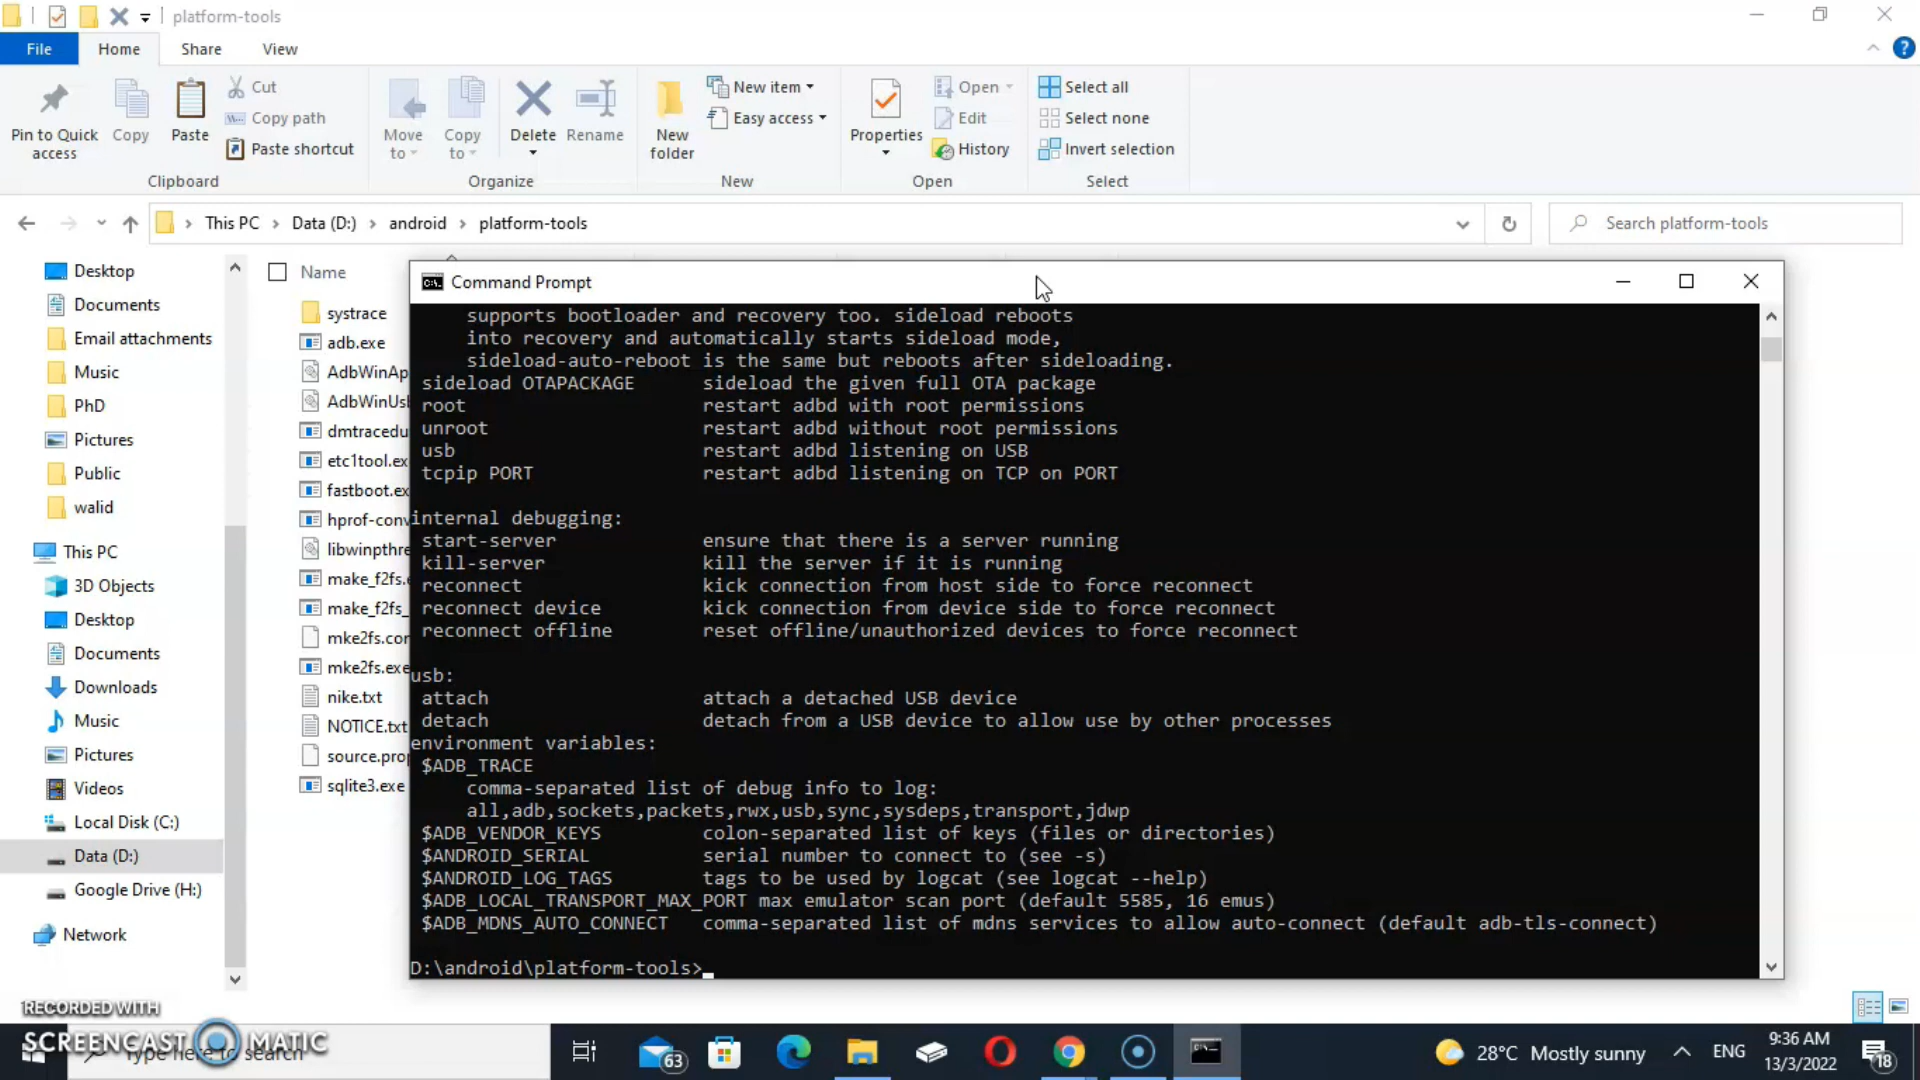 platform-tools
File Home Share View
Pin to Quick access
Copy
Paste
Cut
Copy path
Paste shortcut
Clipboard
Move to
Copy to
Delete
Rename
Organize
New folder
New item
Easy access
New
Properties
Open
Edit
History
Open
Select all
Select none
Invert selection
Select
This PC > Data (D:) > android > platform-tools
Search platform-tools
Desktop
Documents
Email attachments
Music
PhD
Pictures
Public
walid
This PC
3D Objects
Desktop
Documents
Downloads
Music
Pictures
Videos
Local Disk (C:)
Data (D:)
Google Drive (H:)
Network
Name
systrace
adb.exe
AdbWinAp
AdbWinUsb
dmtracedu
etc1tool.ex
fastboot.ex
hprof-conv
libwinpthre
make_f2fs.e
make_f2fs_
mke2fs.con
mke2fs.exe
nike.txt
NOTICE.txt
source.prop
sqlite3.exe
Command Prompt
supports bootloader and recovery too. sideload reboots
into recovery and automatically starts sideload mode,
sideload-auto-reboot is the same but reboots after sideloading.
sideload OTAPACKAGE sideload the given full OTA package
root restart adbd with root permissions
unroot restart adbd without root permissions
usb restart adbd listening on USB
tcpip PORT restart adbd listening on TCP on PORT
internal debugging:
start-server ensure that there is a server running
kill-server kill the server if it is running
reconnect kick connection from host side to force reconnect
reconnect device kick connection from device side to force reconnect
reconnect offline reset offline/unauthorized devices to force reconnect
usb:
attach attach a detached USB device
detach detach from a USB device to allow use by other processes
environment variables:
$ADB_TRACE
comma-separated list of debug info to log:
all,adb,sockets,packets,rwx,usb,sync,sysdeps,transport,jdwp
$ADB_VENDOR_KEYS colon-separated list of keys (files or directories)
$ANDROID_SERIAL serial number to connect to (see -s)
$ANDROID_LOG_TAGS tags to be used by logcat (see logcat --help)
$ADB_LOCAL_TRANSPORT_MAX_PORT max emulator scan port (default 5585, 16 emus)
$ADB_MDNS_AUTO_CONNECT comma-separated list of mdns services to allow auto-connect (default adb-tls-connect)
D:\android\platform-tools>
RECORDED WITH
SCREENCAST MATIC
Type here to search
63
28°C Mostly sunny
ENG
9:36 AM
13/3/2022
18